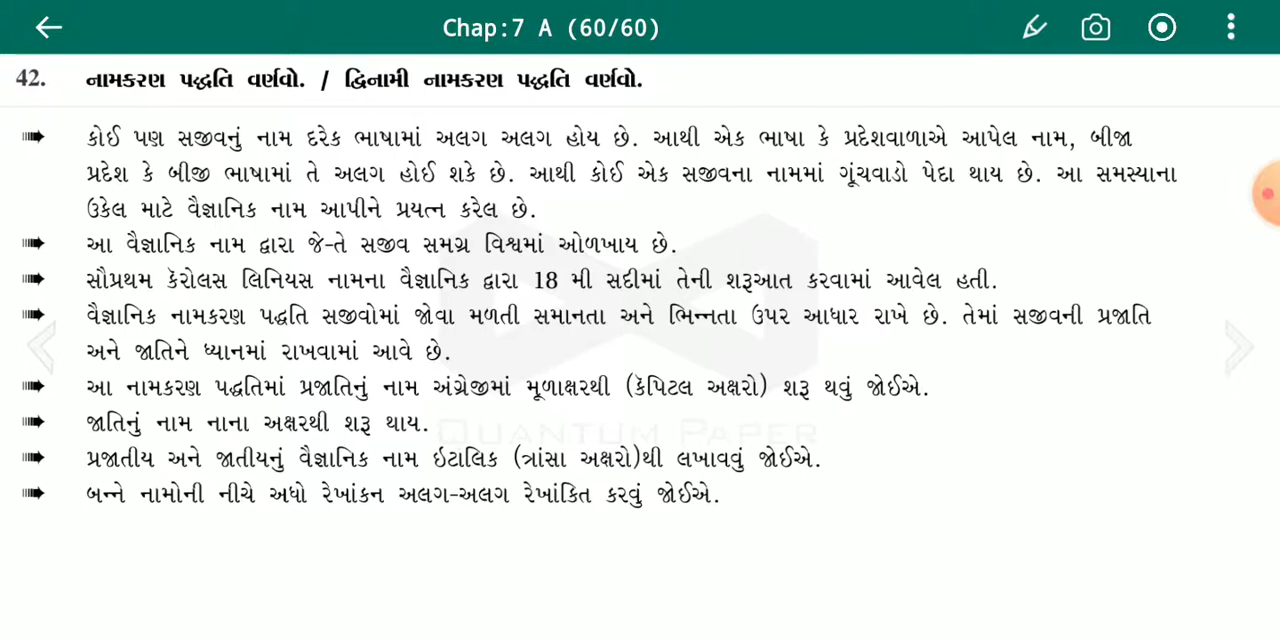 Chap:7 A (60/60)
42. નામકરણ પદ્ધતિ વર્ણવો. / દ્વિનામી નામકરણ પદ્ધતિ વર્ણવો.
કોઈ પણ સજીવનું નામ દરેક ભાષામાં અલગ અલગ હોય છે. આથી એક ભાષા કે પ્રદેશવાળાએ આપેલ નામ, બીજા
પ્રદેશ કે બીજી ભાષામાં તે અલગ હોઈ શકે છે. આથી કોઈ એક સજીવના નામમાં ગૂંચવાડો પેદા થાય છે. આ સમસ્યાના
ઉકેલ માટે વૈજ્ઞાનિક નામ આપીને પ્રયત્ન કરેલ છે.
આ વૈજ્ઞાનિક નામ દ્વારા જે-તે સજીવ સમગ્ર વિશ્વમાં ઓળખાય છે.
સૌપ્રથમ કૅરોલસ લિનિયસ નામના વૈજ્ઞાનિક દ્વારા 18 મી સદીમાં તેની શરૂઆત કરવામાં આવેલ હતી.
વૈજ્ઞાનિક નામકરણ પદ્ધતિ સજીવોમાં જોવા મળતી સમાનતા અને ભિન્નતા ઉપર આધાર રાખે છે. તેમાં સજીવની પ્રજાતિ
અને જાતિને ધ્યાનમાં રાખવામાં આવે છે.
આ નામકરણ પદ્ધતિમાં પ્રજાતિનું નામ અંગ્રેજીમાં મૂળાક્ષરથી (કૅપિટલ અક્ષરો) શરૂ થવું જોઈએ.
જાતિનું નામ નાના અક્ષરથી શરૂ થાય.
QUANTUM PAPER
પ્રજાતીય અને જાતીયનું વૈજ્ઞાનિક નામ ઇટાલિક (ત્રાંસા અક્ષરો)થી લખાવવું જોઈએ.
બન્ને નામોની નીચે અધો રેખાંકન અલગ-અલગ રેખાંકિત કરવું જોઈએ.